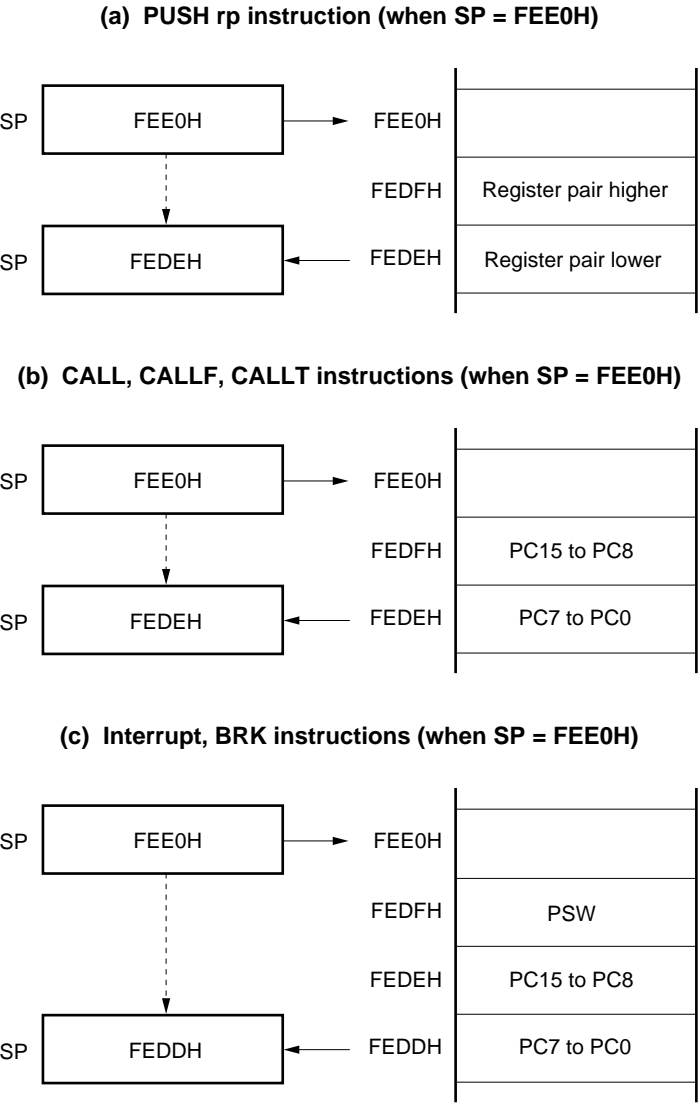 (a) PUSH rp instruction (when SP = FEE0H)
SP FEE0H FEE0H
FEDFH Register pair higher
SP FEDEH FEDEH Register pair lower
(b) CALL, CALLF, CALLT instructions (when SP = FEE0H)
SP FEE0H FEE0H
FEDFH PC15 to PC8
SP FEDEH FEDEH PC7 to PC0
(c) Interrupt, BRK instructions (when SP = FEE0H)
SP FEE0H FEE0H
FEDFH PSW
FEDEH PC15 to PC8
SP FEDDH FEDDH PC7 to PC0